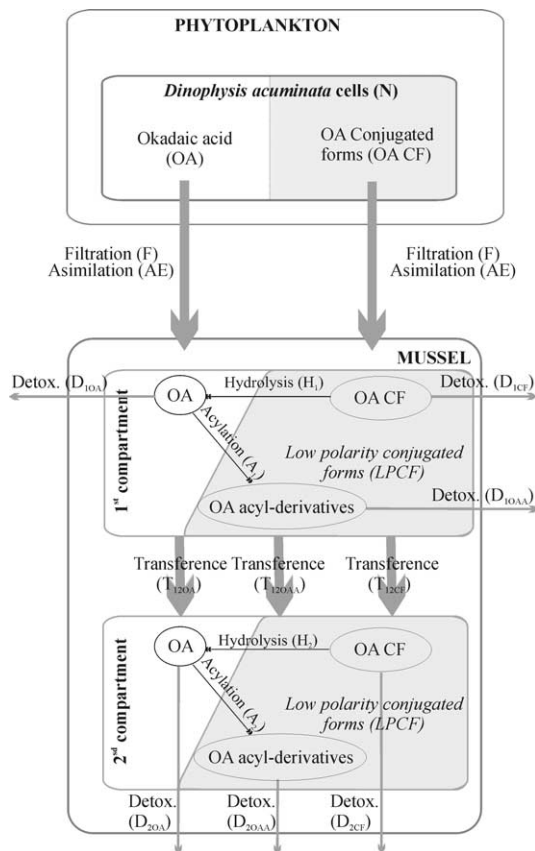 PHYTOPLANKTON
Dinophysis acuminata cells (N)
Okadaic acid
(OA)
OA Conjugated
forms (OA CF)
Filtration (F)
Asimilation (AE)
Filtration (F)
Asimilation (AE)
MUSSEL
Detox. (D1OA)
OA
Hydrolysis (H1)
OA CF
Detox. (D1CF)
Acylation (A1)
1st compartment
Low polarity conjugated
forms (LPCF)
OA acyl-derivatives
Detox. (D1OAA)
Transference
(T12OA)
Transference
(T12OAA)
Transference
(T12CF)
OA
Hydrolysis (H2)
OA CF
Acylation (A2)
2sd compartment
Low polarity conjugated
forms (LPCF)
OA acyl-derivatives
Detox.
(D2OA)
Detox.
(D2OAA)
Detox.
(D2CF)